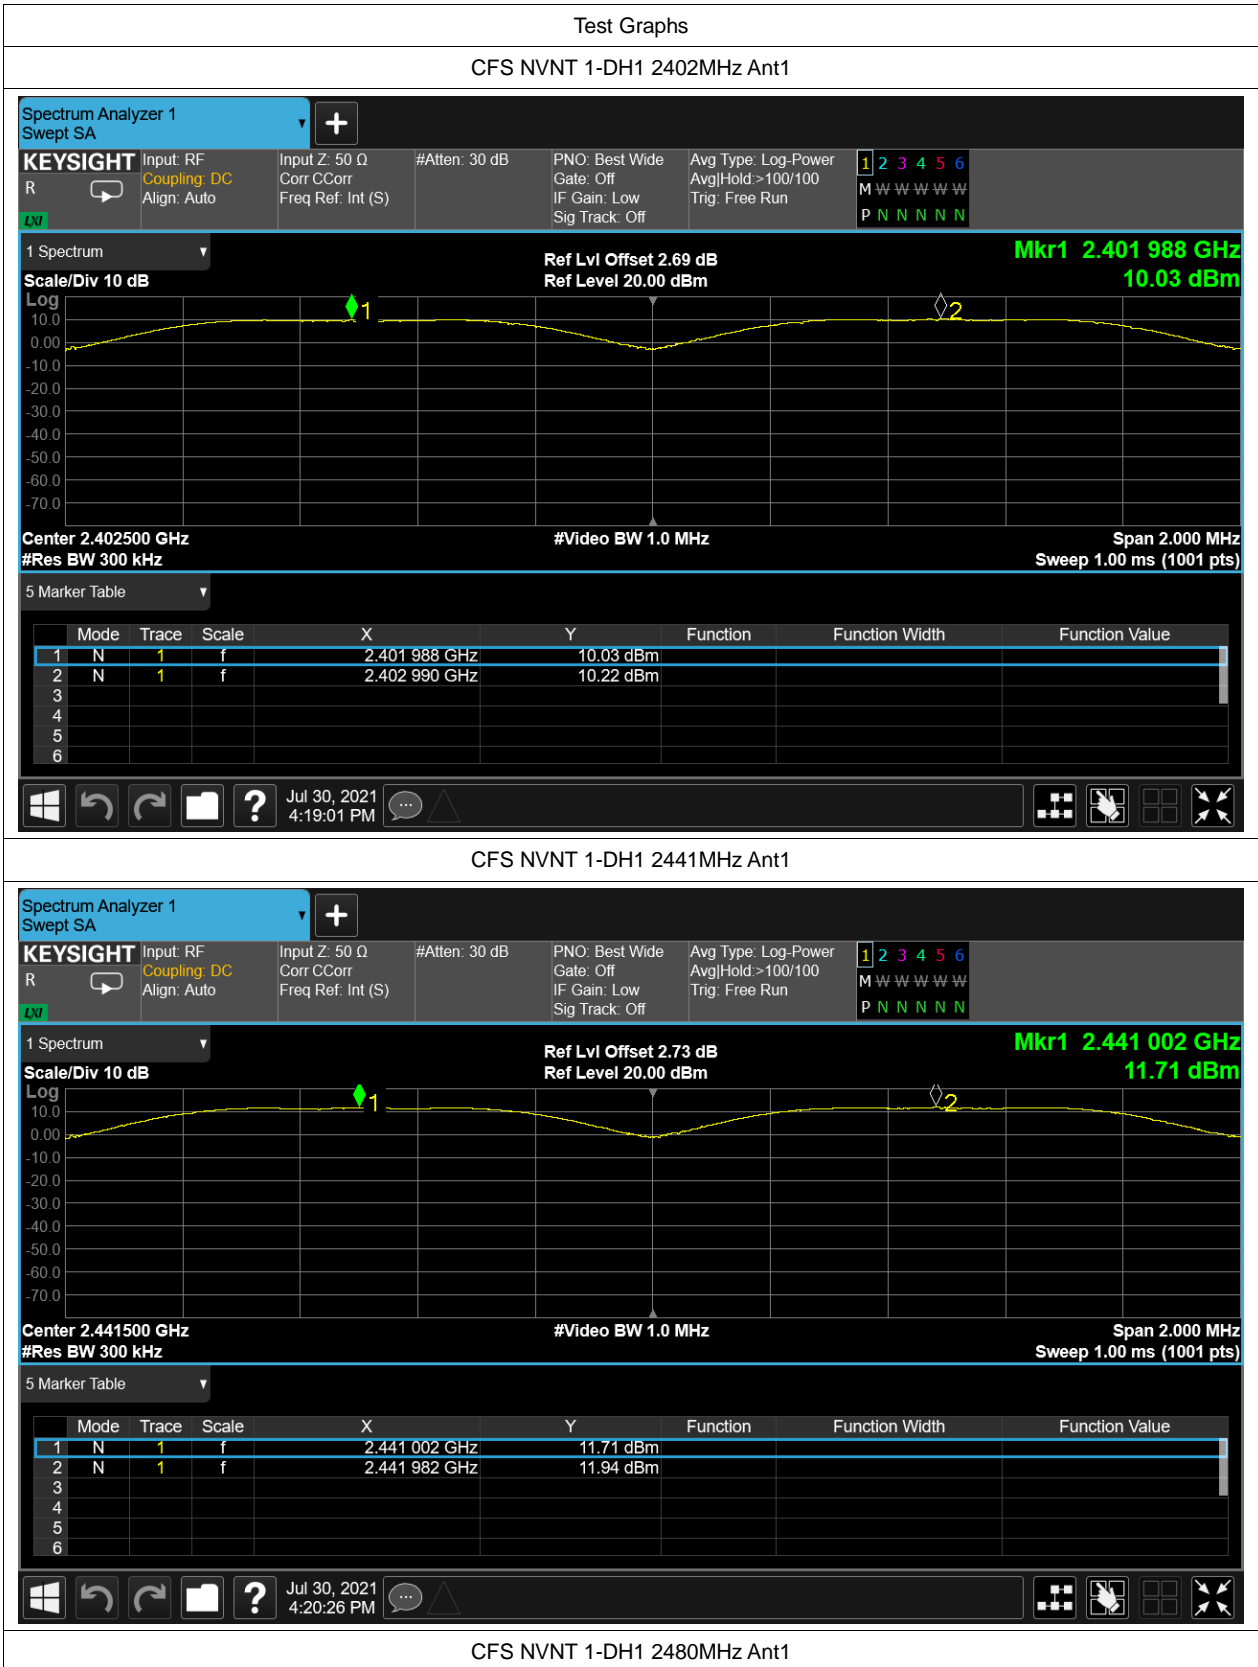 Test Graphs
CFS NVNT 1-DH1 2402MHz Ant1
Spectrum Analyzer 1
Swept SA
KEYSIGHT Input: RF Input Z: 50 Ω #Atten: 30 dB PNO: Best Wide Avg Type: Log-Power 1 2 3 4 5 6
R Coupling: DC Corr CCorr Gate: Off Avg|Hold:>100/100 M W W W W W
Align: Auto Freq Ref: Int (S) IF Gain: Low Trig: Free Run
LXI Sig Track: Off P N N N N N
1 Spectrum Ref Lvl Offset 2.69 dB Mkr1 2.401 988 GHz
Scale/Div 10 dB Ref Level 20.00 dBm 10.03 dBm
Log
1 2
10.0
0.00
-10.0
-20.0
-30.0
-40.0
-50.0
-60.0
-70.0
Center 2.402500 GHz #Video BW 1.0 MHz Span 2.000 MHz
#Res BW 300 kHz Sweep 1.00 ms (1001 pts)
5 Marker Table
Mode Trace Scale X Y Function Function Width Function Value
1 N 1 f 2.401 988 GHz 10.03 dBm
2 N 1 f 2.402 990 GHz 10.22 dBm
3
4
5
6
? Jul 30, 2021
4:19:01 PM
CFS NVNT 1-DH1 2441MHz Ant1
Spectrum Analyzer 1
Swept SA
KEYSIGHT Input: RF Input Z: 50 Ω #Atten: 30 dB PNO: Best Wide Avg Type: Log-Power 1 2 3 4 5 6
R Coupling: DC Corr CCorr Gate: Off Avg|Hold:>100/100 M W W W W W
Align: Auto Freq Ref: Int (S) IF Gain: Low Trig: Free Run
LXI Sig Track: Off P N N N N N
1 Spectrum Ref Lvl Offset 2.73 dB Mkr1 2.441 002 GHz
Scale/Div 10 dB Ref Level 20.00 dBm 11.71 dBm
Log
1 2
10.0
0.00
-10.0
-20.0
-30.0
-40.0
-50.0
-60.0
-70.0
Center 2.441500 GHz #Video BW 1.0 MHz Span 2.000 MHz
#Res BW 300 kHz Sweep 1.00 ms (1001 pts)
5 Marker Table
Mode Trace Scale X Y Function Function Width Function Value
1 N 1 f 2.441 002 GHz 11.71 dBm
2 N 1 f 2.441 982 GHz 11.94 dBm
3
4
5
6
? Jul 30, 2021
4:20:26 PM
CFS NVNT 1-DH1 2480MHz Ant1